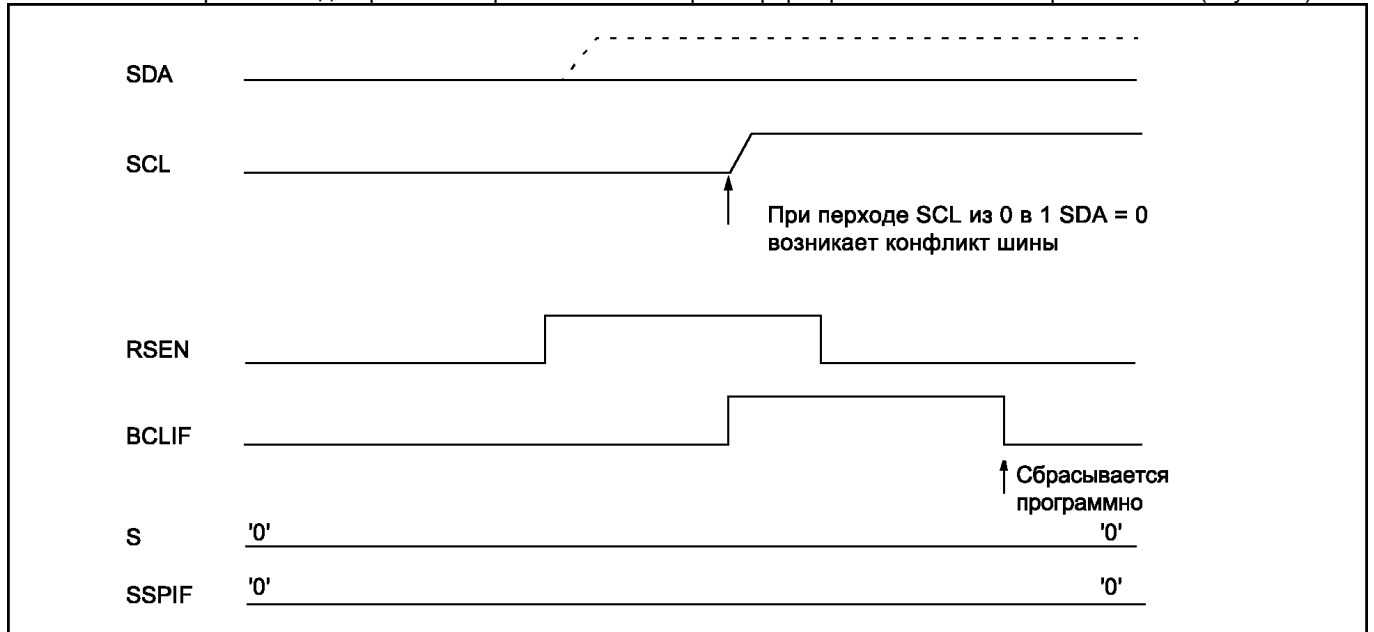 SDA
SCL
При перходе SCL из 0 в 1 SDA = 0
возникает конфликт шины
RSEN
BCLIF
Сбрасывается
программно
S '0' '0'
SSPIF '0' '0'